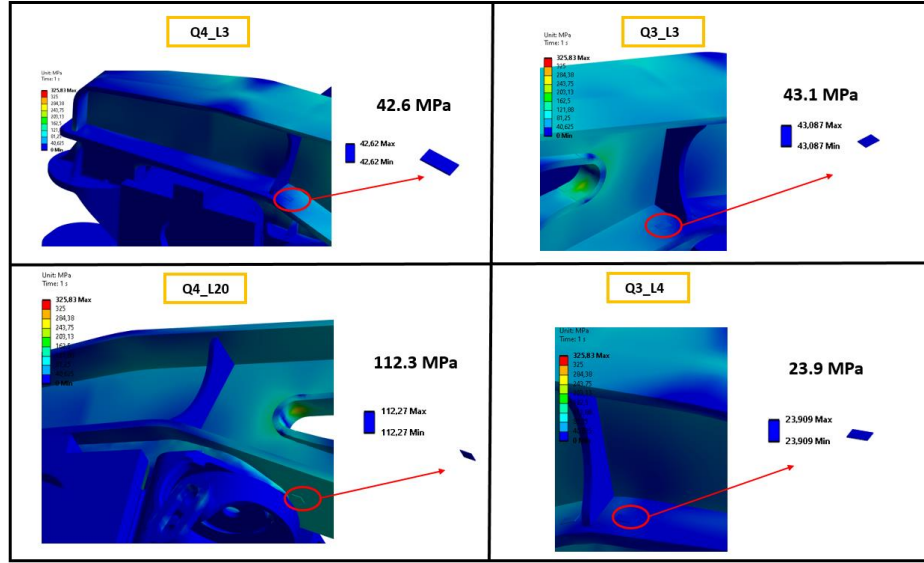 Q4_L3
Unit: MPa
Time: 1 s
325,83 Max
325
284,38
243,75
203,13
162,5
81,25
40,625
0 Min
42.6 MPa
42,62 Max
42,62 Min
Q3_L3
Unit: MPa
Time: 1 s
325,83 Max
325
284,38
243,75
203,13
162,5
121,88
81,25
40,625
0 Min
43.1 MPa
43,087 Max
43,087 Min
Q4_L20
Unit: MPa
Time: 1 s
325,83 Max
325
284,38
243,75
203,13
112.3 MPa
112,27 Max
112,27 Min
Q3_L4
Unit: MPa
Time: 1 s
325,83 Max
325
284,38
243,75
23.9 MPa
23,909 Max
23,909 Min